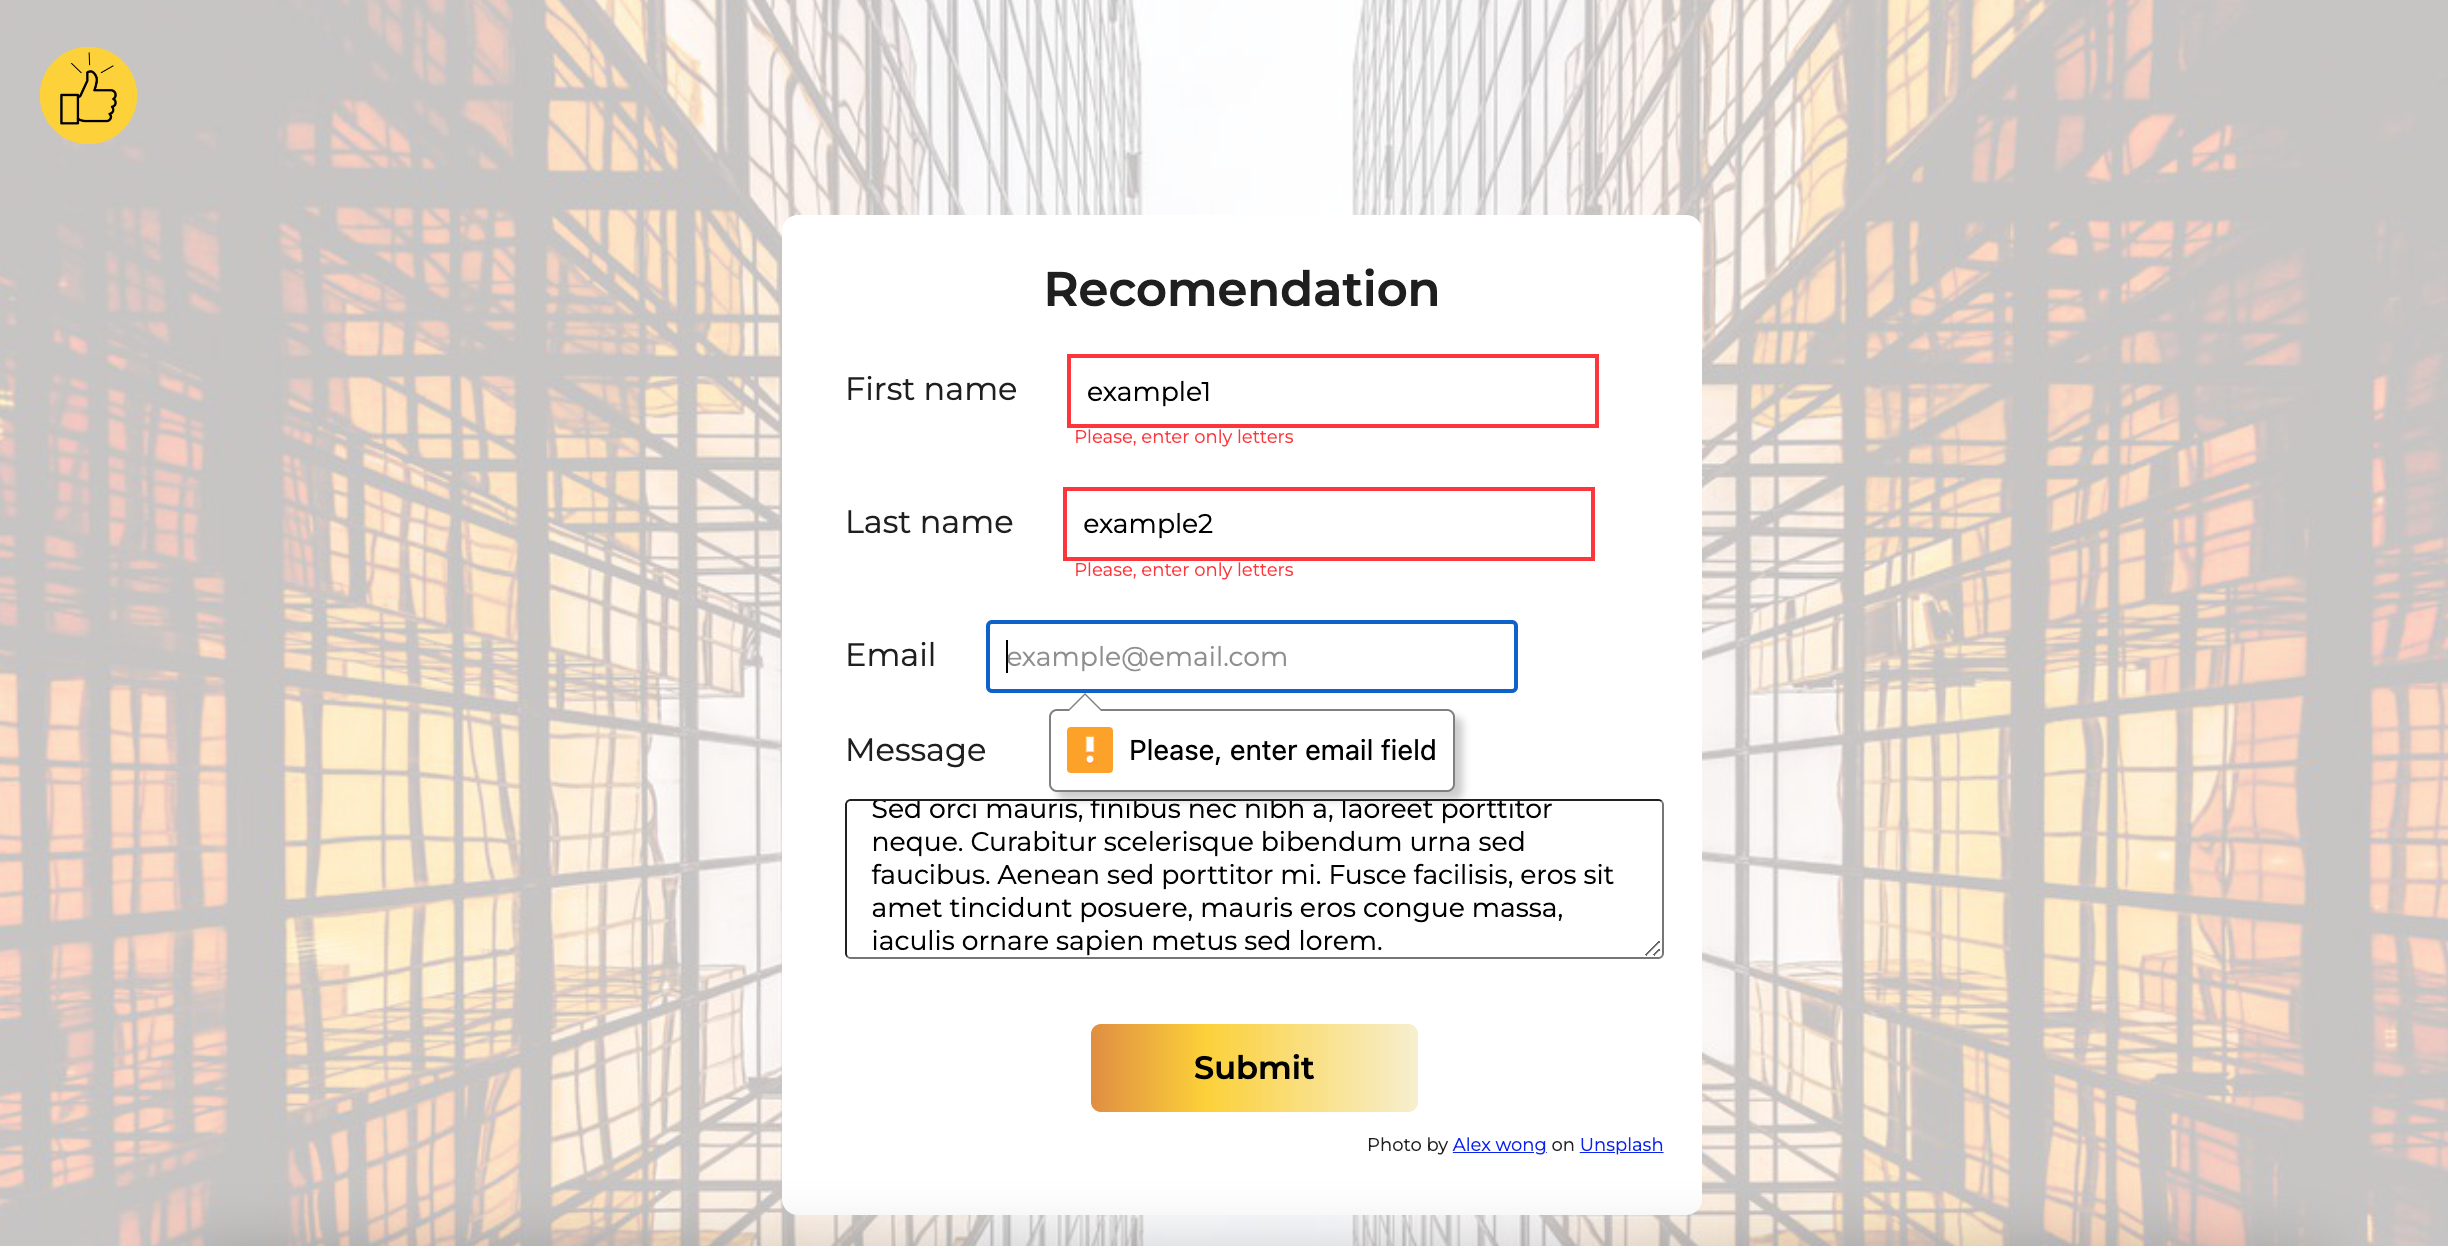 Recomendation
First name
example1
Please, enter only letters
Last name
example2
Please, enter only letters
Email
example@email.com
Please, enter email field
Message
Sed orci mauris, finibus nec nibh a, laoreet porttitor
neque. Curabitur scelerisque bibendum urna sed
faucibus. Aenean sed porttitor mi. Fusce facilisis, eros sit
amet tincidunt posuere, mauris eros congue massa,
iaculis ornare sapien metus sed lorem.
Submit
Photo by Alex wong on Unsplash